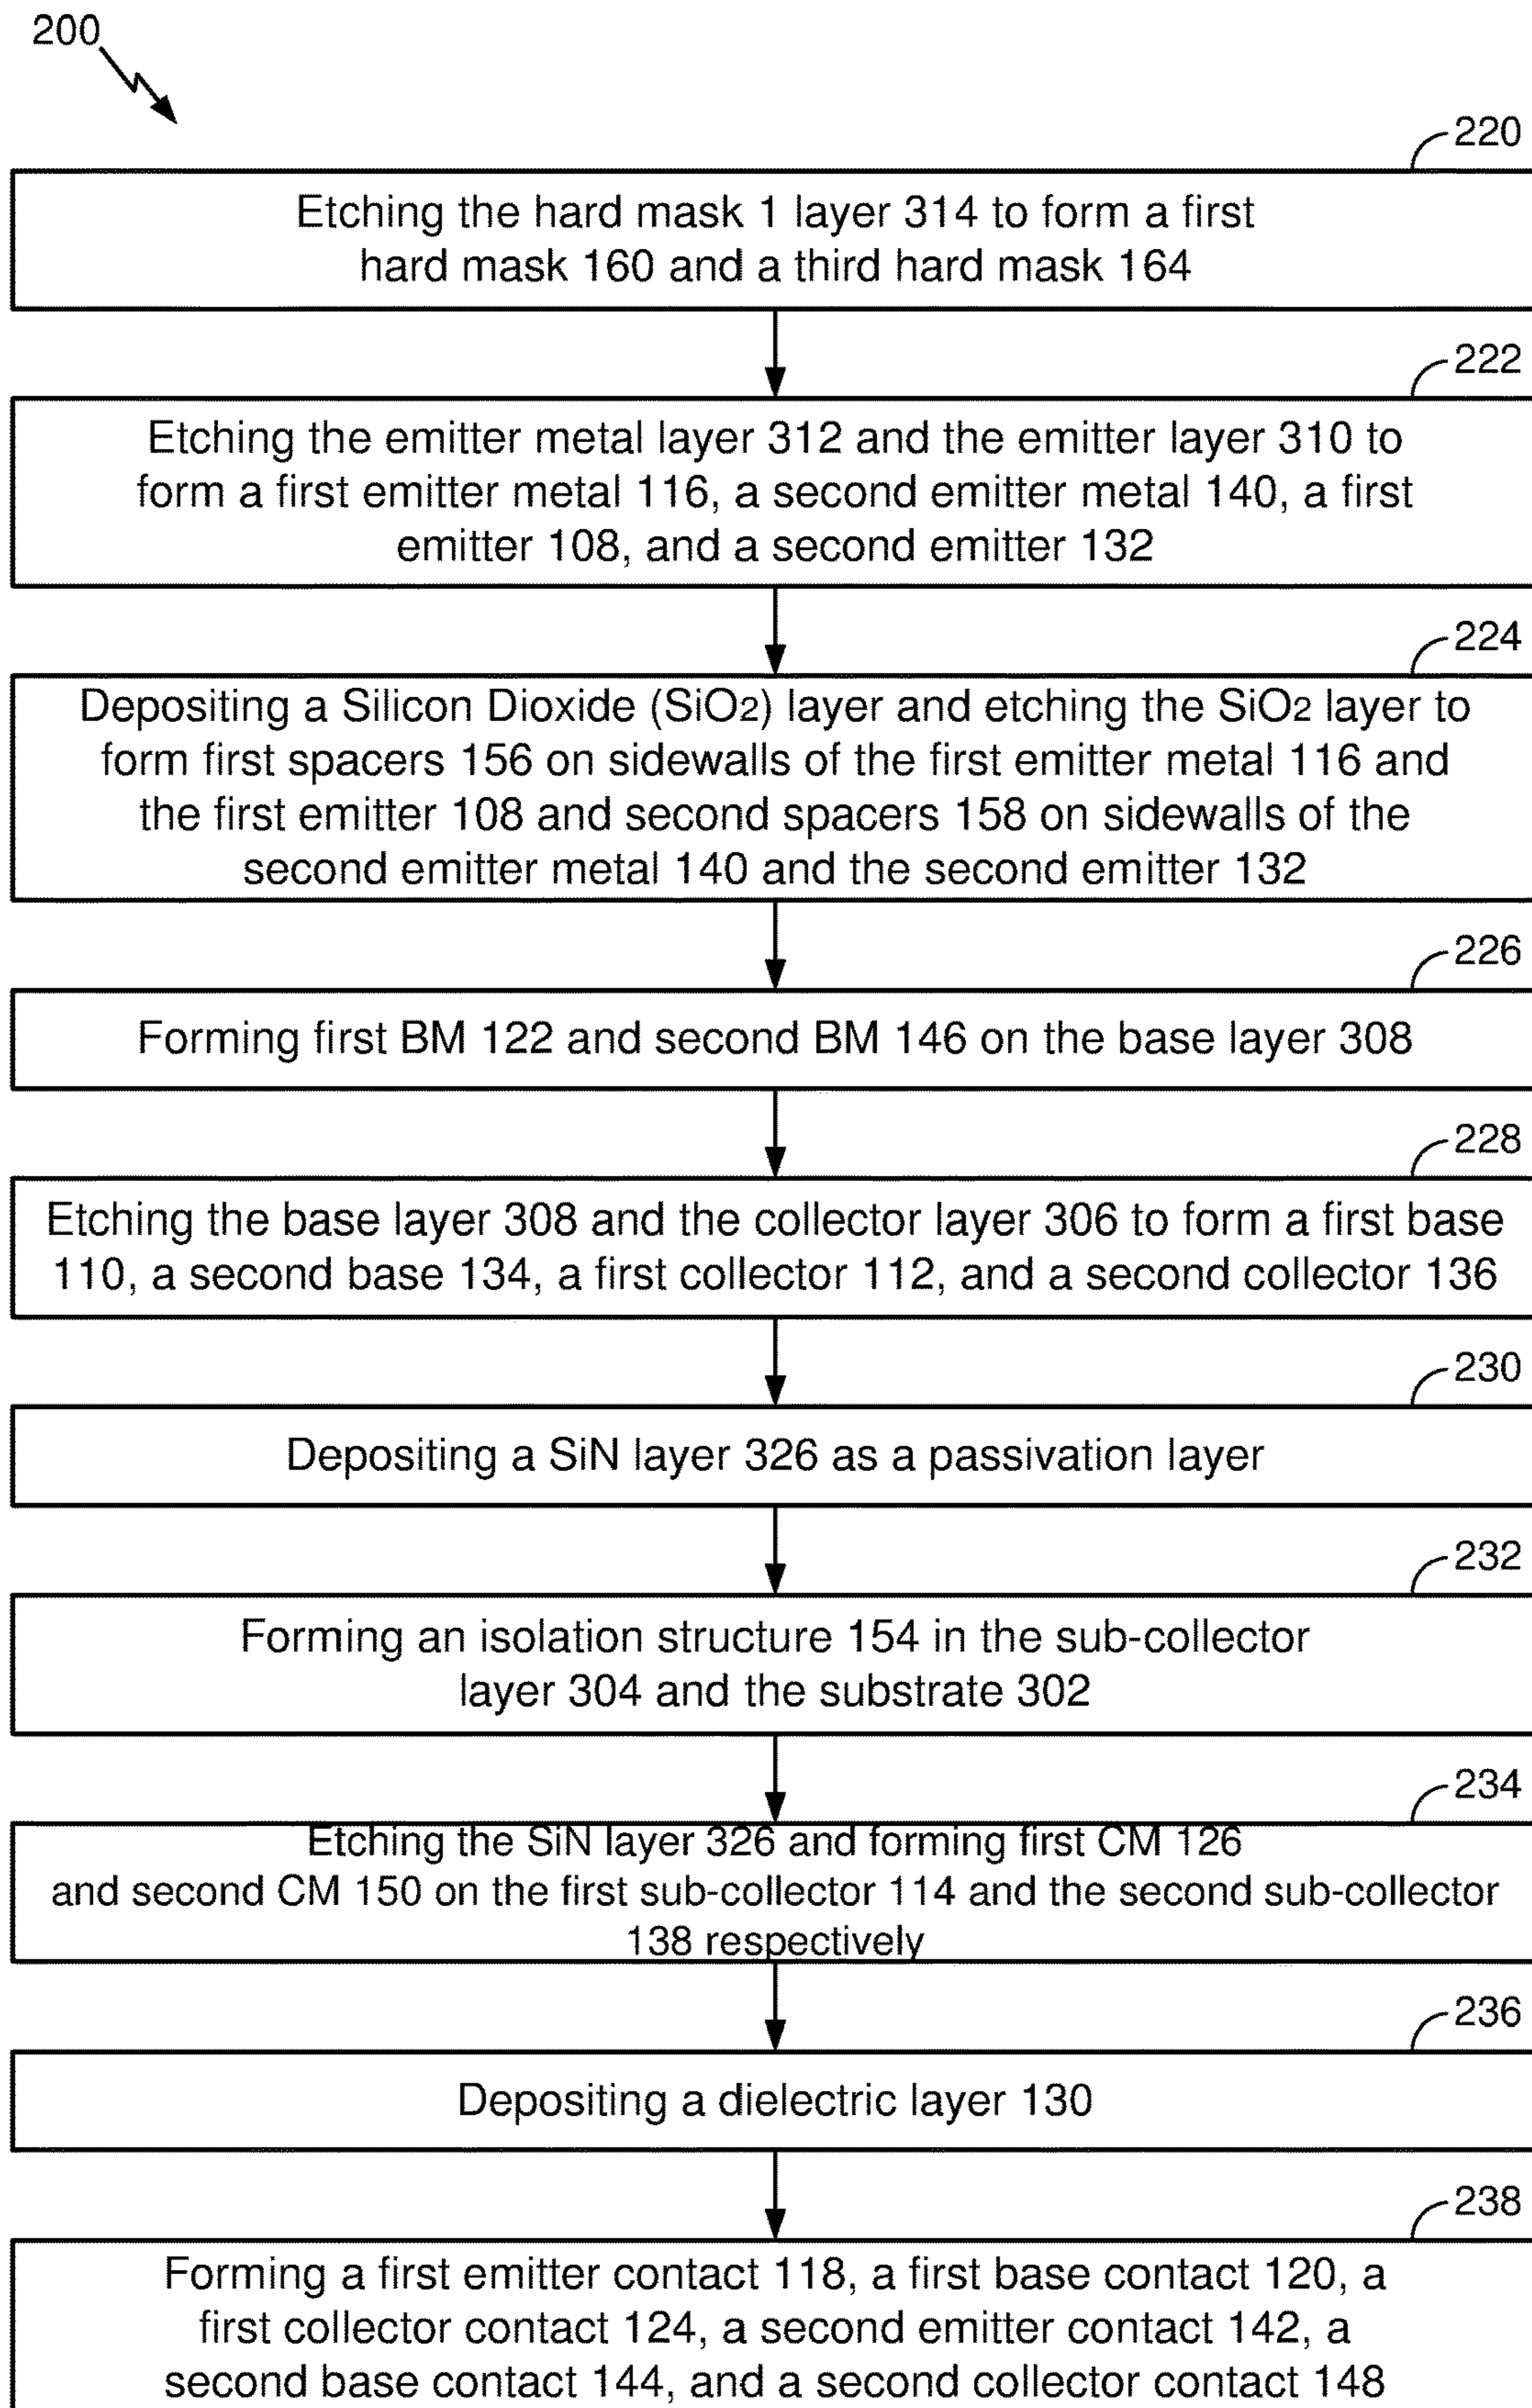 200
220
Etching the hard mask 1 layer 314 to form a first
hard mask 160 and a third hard mask 164
222
Etching the emitter metal layer 312 and the emitter layer 310 to
form a first emitter metal 116, a second emitter metal 140, a first
emitter 108, and a second emitter 132
224
Depositing a Silicon Dioxide (SiO2) layer and etching the SiO2 layer to
form first spacers 156 on sidewalls of the first emitter metal 116 and
the first emitter 108 and second spacers 158 on sidewalls of the
second emitter metal 140 and the second emitter 132
226
Forming first BM 122 and second BM 146 on the base layer 308
228
Etching the base layer 308 and the collector layer 306 to form a first base
110, a second base 134, a first collector 112, and a second collector 136
230
Depositing a SiN layer 326 as a passivation layer
232
Forming an isolation structure 154 in the sub-collector
layer 304 and the substrate 302
234
Etching the SiN layer 326 and forming first CM 126
and second CM 150 on the first sub-collector 114 and the second sub-collector
138 respectively
236
Depositing a dielectric layer 130
238
Forming a first emitter contact 118, a first base contact 120, a
first collector contact 124, a second emitter contact 142, a
second base contact 144, and a second collector contact 148